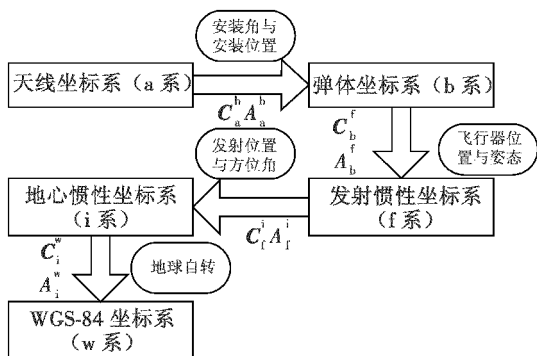 安装角与
安装位置
天线坐标系（a 系）
弹体坐标系（b 系）
C_a^b A_a^b
C_b^f
A_b^f
飞行器位
置与姿态
发射位置
与方位角
地心惯性坐标系
（i 系）
发射惯性坐标系
（f 系）
C_f^i A_f^i
C_i^w
A_i^w
地球自转
WGS-84 坐标系
（w 系）